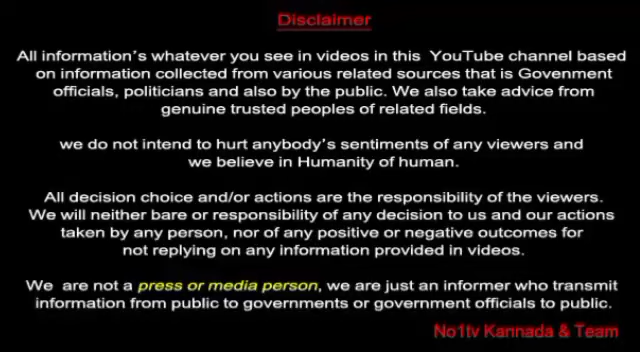 Disclaimer
All information's whatever you see in videos in this YouTube channel based
on information collected from various related sources that is Govenment
officials, politicians and also by the public. We also take advice from
genuine trusted peoples of related fields.
we do not intend to hurt anybody's sentiments of any viewers and
we believe in Humanity of human.
All decision choice and/or actions are the responsibility of the viewers.
We will neither bare or responsibility of any decision to us and our actions
taken by any person, nor of any positive or negative outcomes for
not replying on any information provided in videos.
We are not a press or media person, we are just an informer who transmit
information from public to governments or government officials to public.
No1tv Kannada & Team